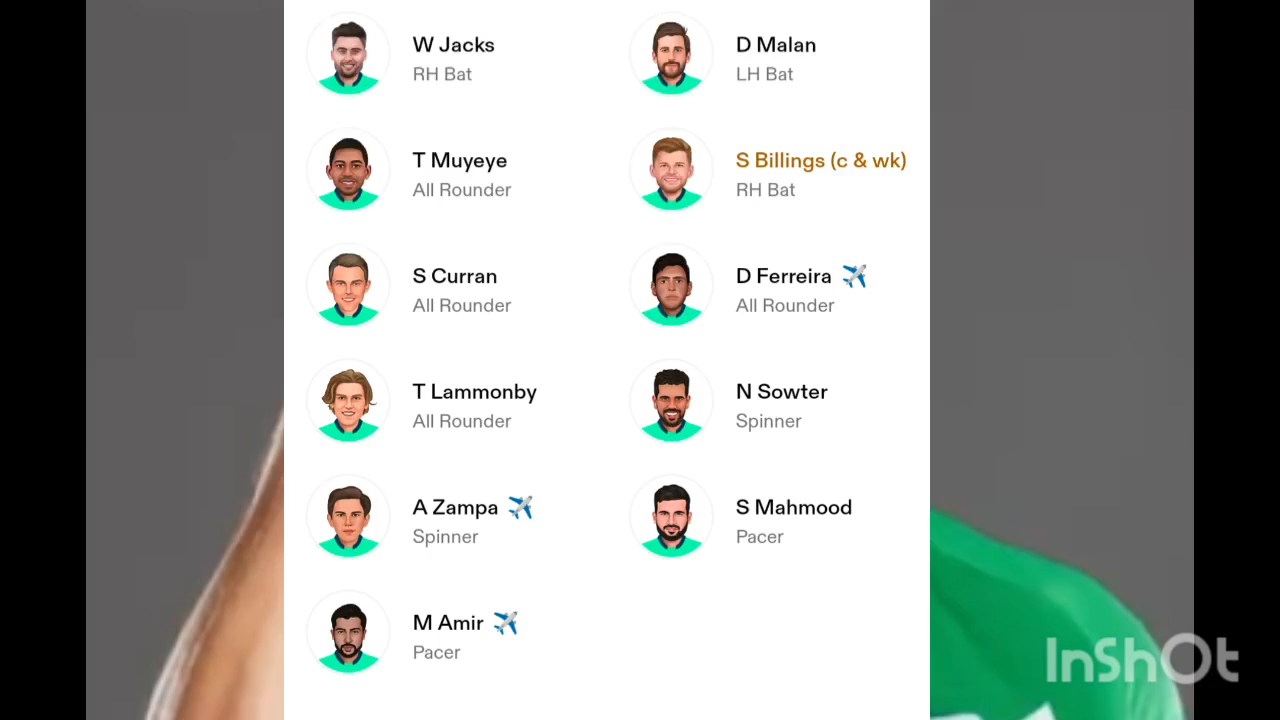 W Jacks
RH Bat
D Malan
LH Bat
T Muyeye
All Rounder
S Billings (c & wk)
RH Bat
S Curran
All Rounder
D Ferreira ✈️
All Rounder
T Lammonby
All Rounder
N Sowter
Spinner
A Zampa ✈️
Spinner
S Mahmood
Pacer
M Amir ✈️
Pacer
InShOt